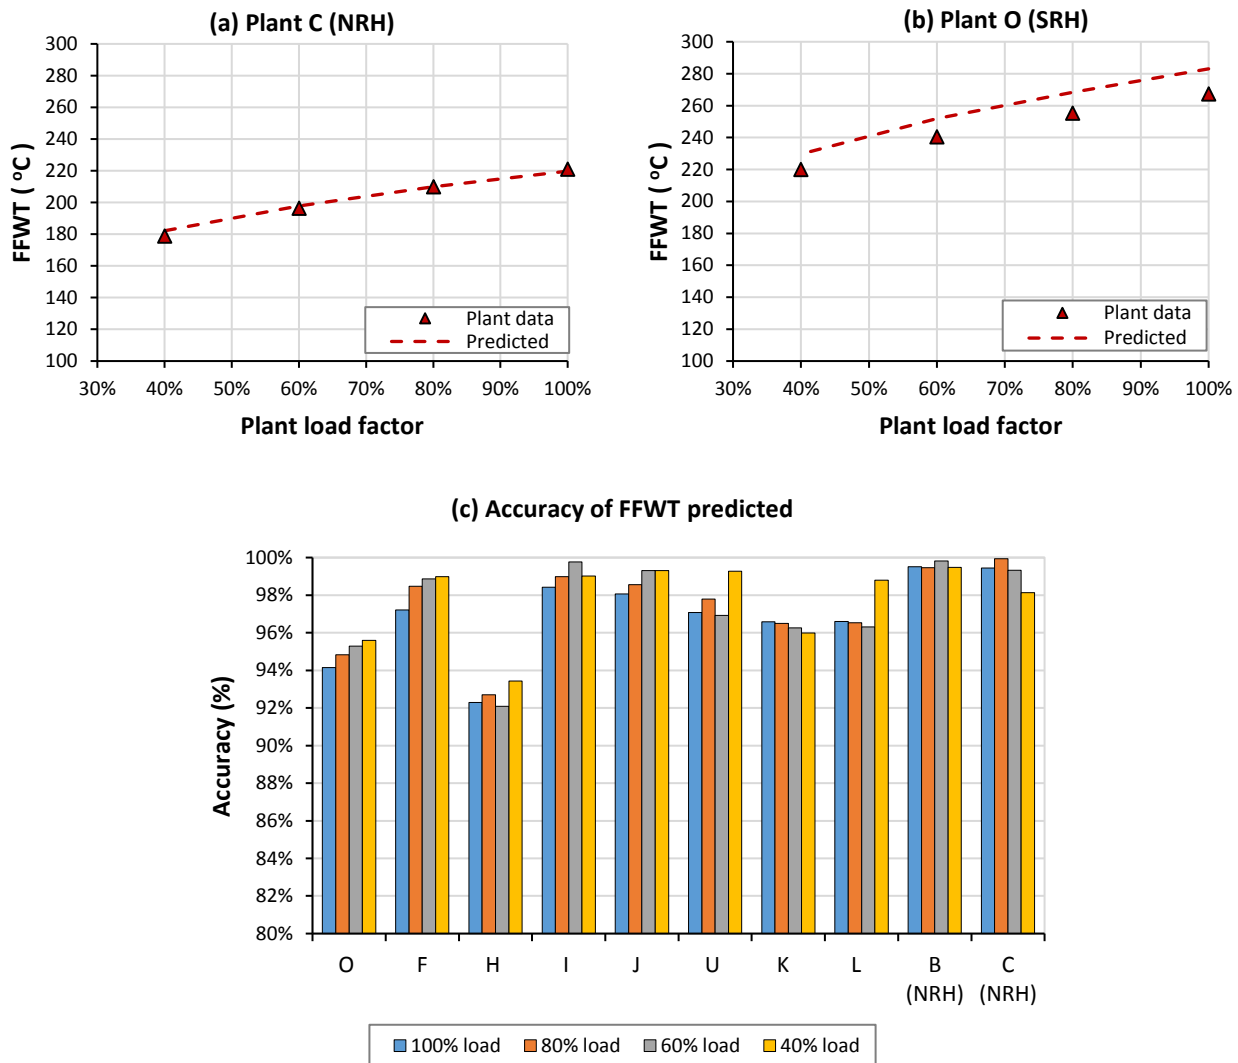 (a) Plant C (NRH)
300
280
260
240
220
200
180
160
140
120
100
FFWT ( ºC )
Plant data
Predicted
30% 40% 50% 60% 70% 80% 90% 100%
Plant load factor
(b) Plant O (SRH)
300
280
260
240
220
200
180
160
140
120
100
FFWT ( ºC )
Plant data
Predicted
30% 40% 50% 60% 70% 80% 90% 100%
Plant load factor
(c) Accuracy of FFWT predicted
100%
98%
96%
94%
92%
90%
88%
86%
84%
82%
80%
Accuracy (%)
O F H I J U K L B C
(NRH) (NRH)
100% load 80% load 60% load 40% load